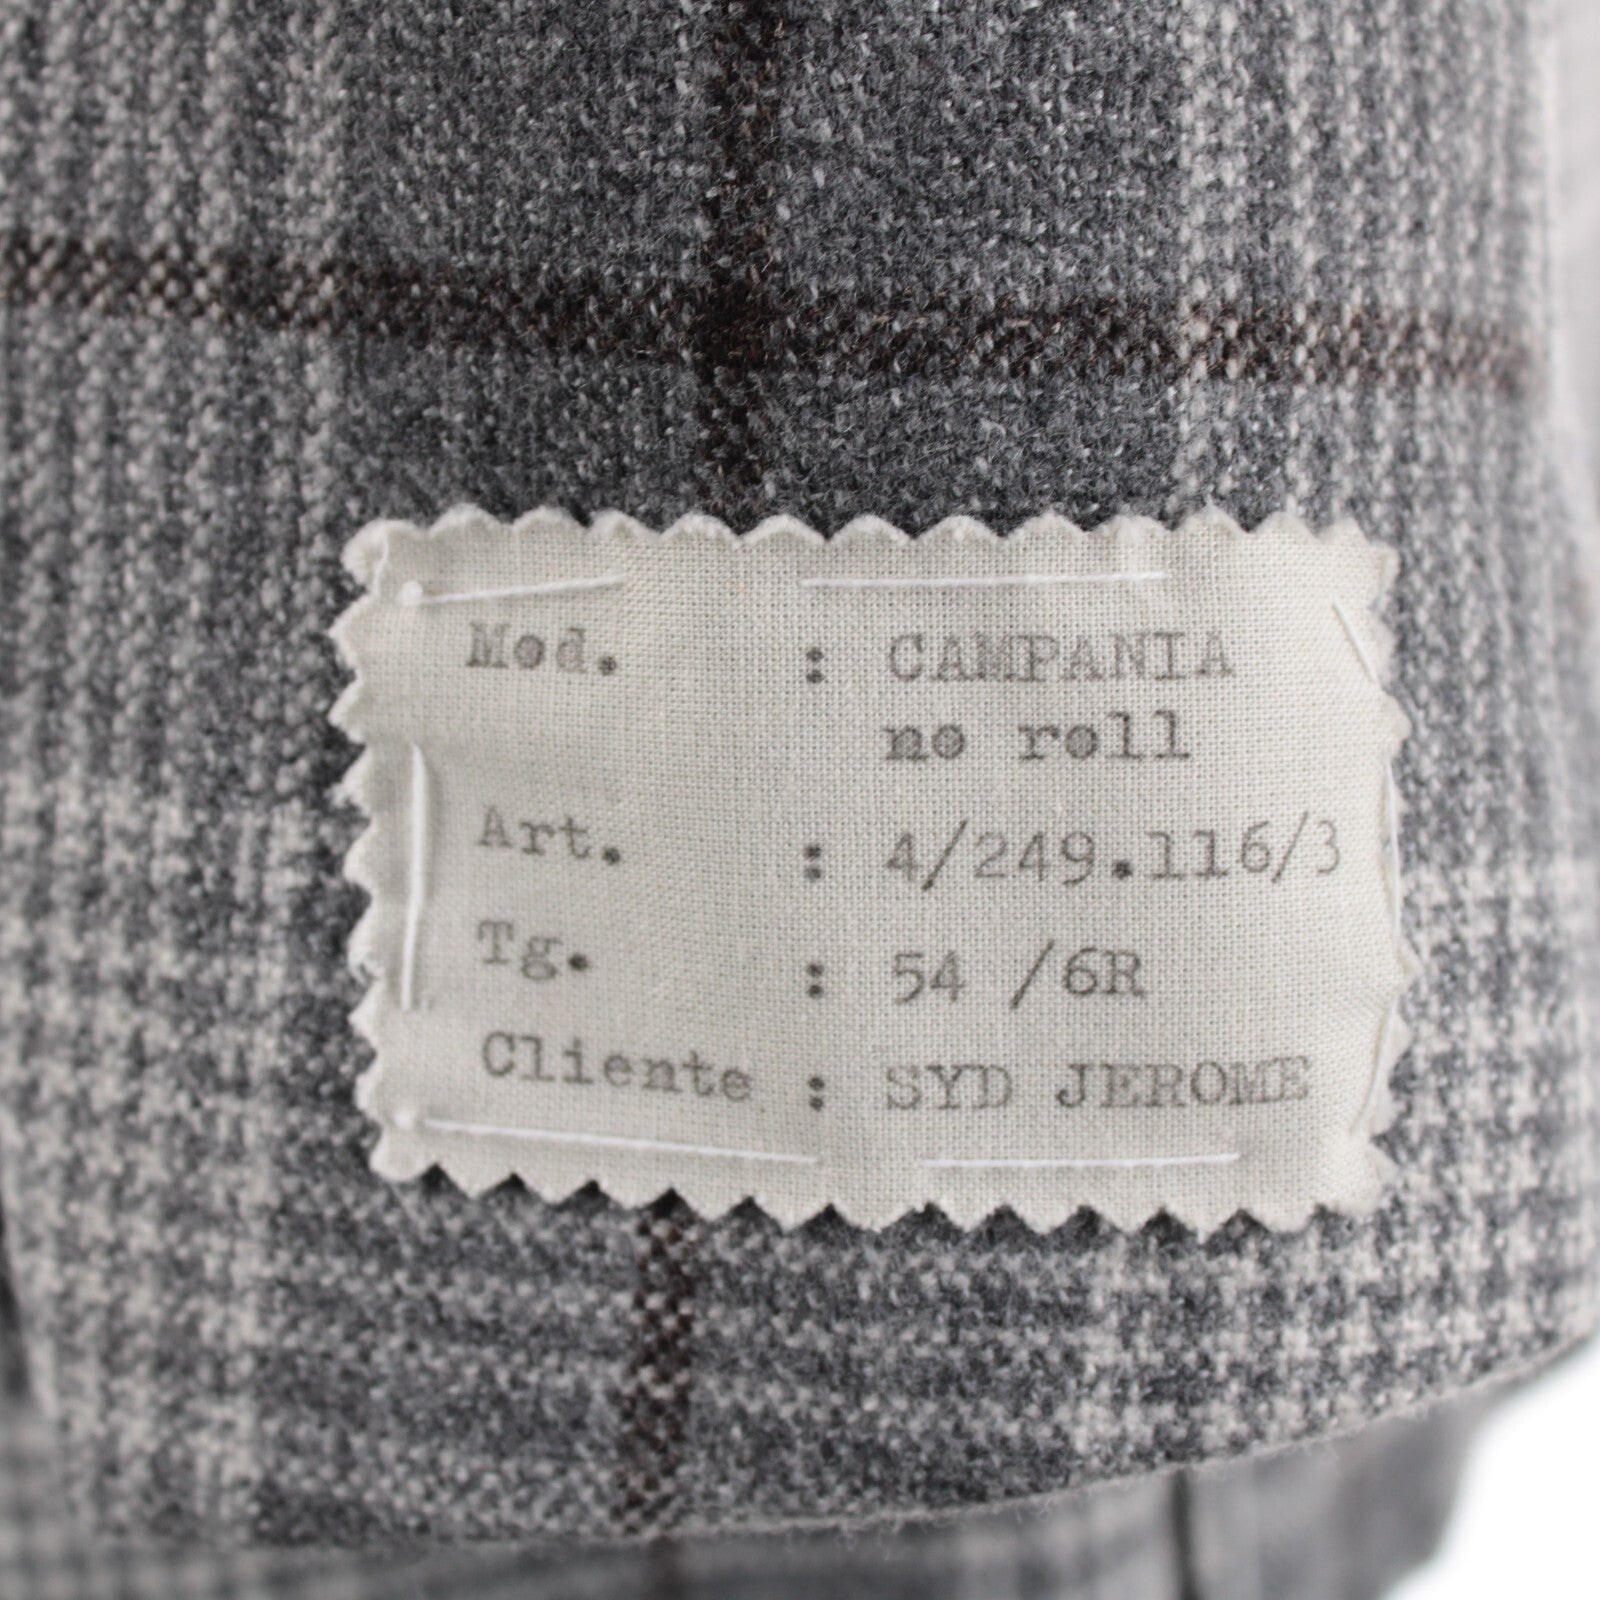 Mod. : CAMPANIA
no roll
Art. : 4/249.116/3
Tg. : 54 /6R
Cliente : SYD JEROME